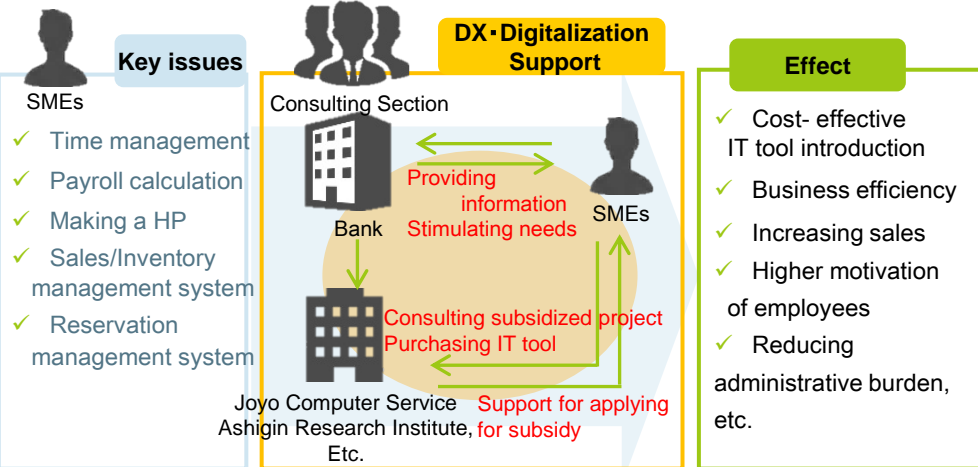 Key issues
SMEs
Time management
Payroll calculation
Making a HP
Sales/Inventory
management system
Reservation
management system
DX・Digitalization
Support
Consulting Section
Bank
Providing
information
Stimulating needs
SMEs
Consulting subsidized project
Purchasing IT tool
Joyo Computer Service
Ashigin Research Institute,
Etc.
Support for applying
for subsidy
Effect
Cost- effective
IT tool introduction
Business efficiency
Increasing sales
Higher motivation
of employees
Reducing
administrative burden,
etc.